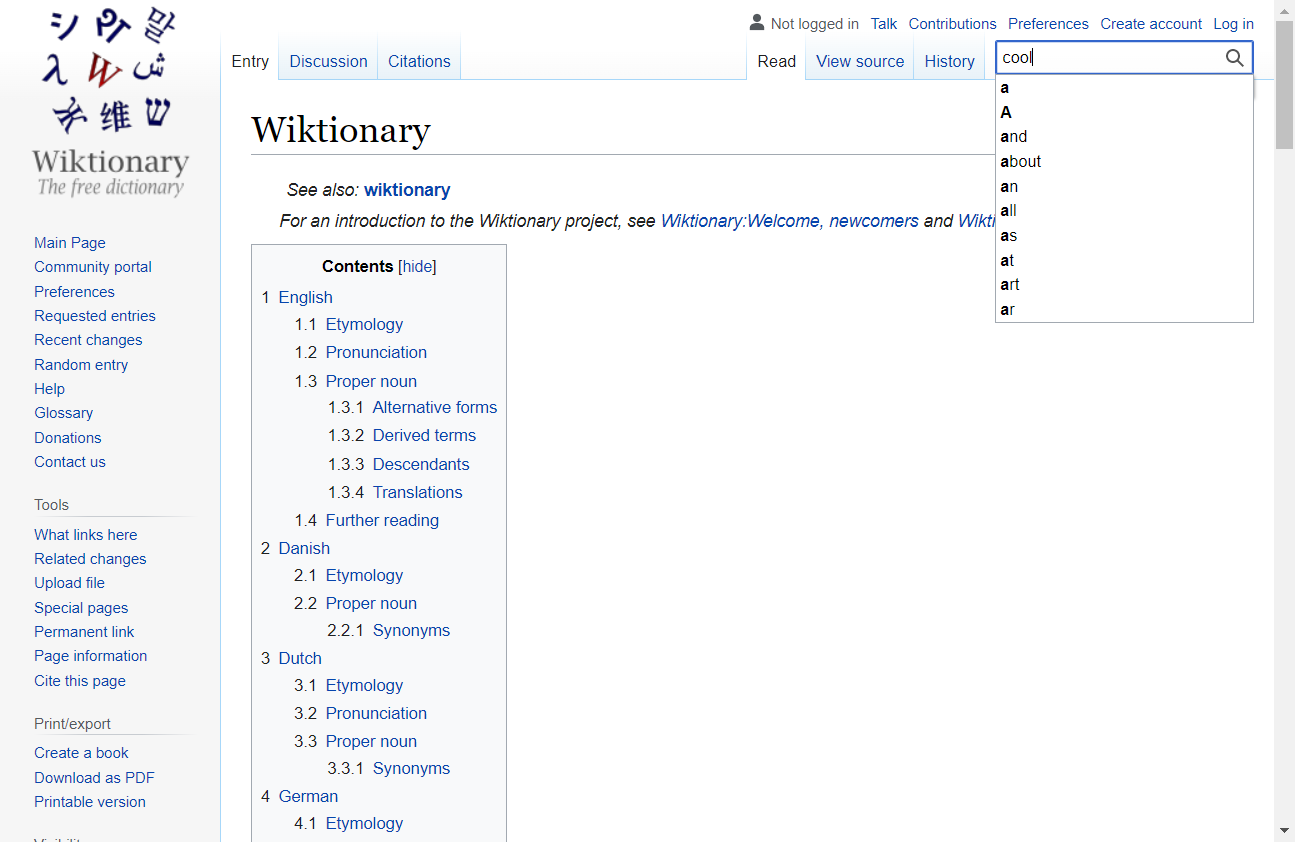 シ
Wiktionary
The free dictionary
Not logged in Talk Contributions Preferences Create account Log in
Entry Discussion Citations Read View source History cool
a
A
and
about
an
all
as
at
art
ar
Wiktionary
See also: wiktionary
For an introduction to the Wiktionary project, see Wiktionary:Welcome, newcomers and
Contents [hide]
1 English
1.1 Etymology
1.2 Pronunciation
1.3 Proper noun
1.3.1 Alternative forms
1.3.2 Derived terms
1.3.3 Descendants
1.3.4 Translations
1.4 Further reading
2 Danish
2.1 Etymology
2.2 Proper noun
2.2.1 Synonyms
3 Dutch
3.1 Etymology
3.2 Pronunciation
3.3 Proper noun
3.3.1 Synonyms
4 German
4.1 Etymology
Main Page
Community portal
Preferences
Requested entries
Recent changes
Random entry
Help
Glossary
Donations
Contact us
Tools
What links here
Related changes
Upload file
Special pages
Permanent link
Page information
Cite this page
Print/export
Create a book
Download as PDF
Printable version